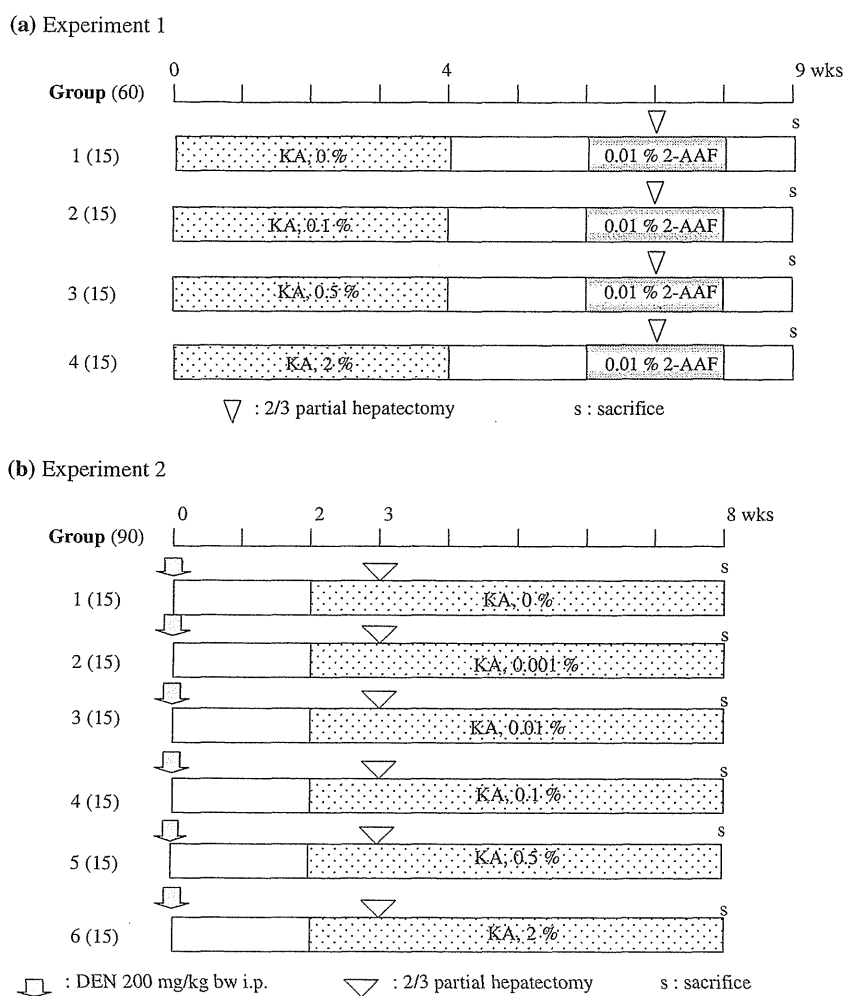 (a) Experiment 1
0 4 9 wks
Group (60)
s
1 (15) KA, 0 % 0.01 % 2-AAF
s
2 (15) KA, 0.1 % 0.01 % 2-AAF
s
3 (15) KA, 0.5 % 0.01 % 2-AAF
s
4 (15) KA, 2 % 0.01 % 2-AAF
: 2/3 partial hepatectomy s : sacrifice
(b) Experiment 2
0 2 3 8 wks
Group (90)
s
1 (15) KA, 0 %
s
2 (15) KA, 0.001 %
s
3 (15) KA, 0.01 %
s
4 (15) KA, 0.1 %
s
5 (15) KA, 0.5 %
s
6 (15) KA, 2 %
: DEN 200 mg/kg bw i.p. : 2/3 partial hepatectomy s : sacrifice